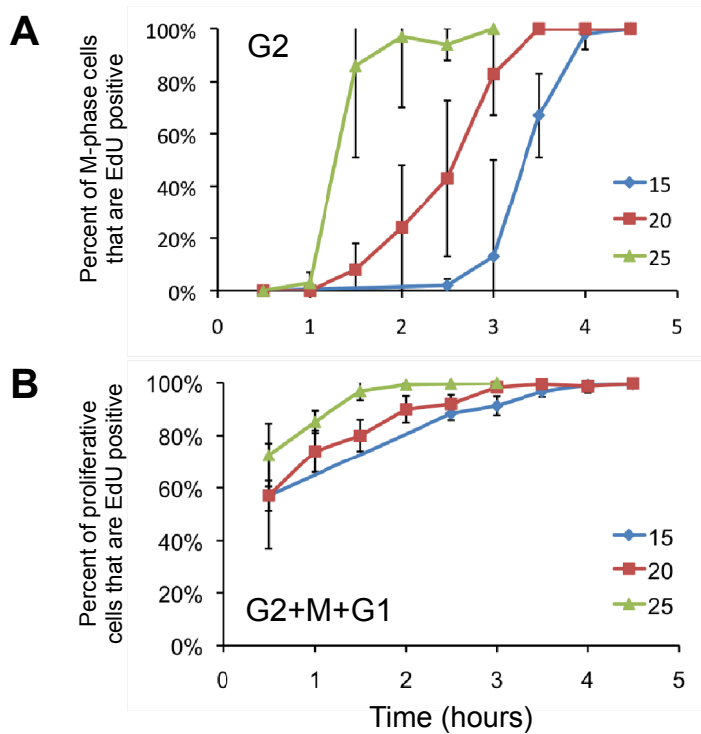 A
G2
Percent of M-phase cells
that are EdU positive
100%
80%
60%
40%
20%
0%
0 1 2 3 4 5
15
20
25
B
Percent of proliferative
cells that are EdU positive
100%
80%
60%
40%
20%
0%
G2+M+G1
15
20
25
0 1 2 3 4 5
Time (hours)